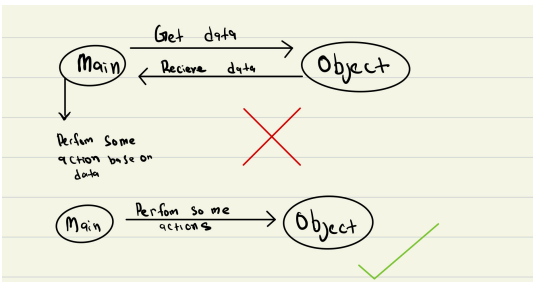 Get data
Main
Object
Recieve data
Perfom some
action base on
data
Perfom some
actions
Main
Object